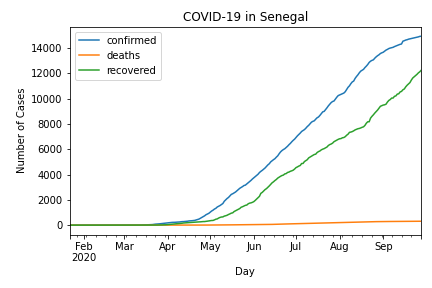 COVID-19 in Senegal
confirmed
deaths
recovered
Number of Cases
14000
12000
10000
8000
6000
4000
2000
0
Feb Mar Apr May Jun Jul Aug Sep
2020
Day